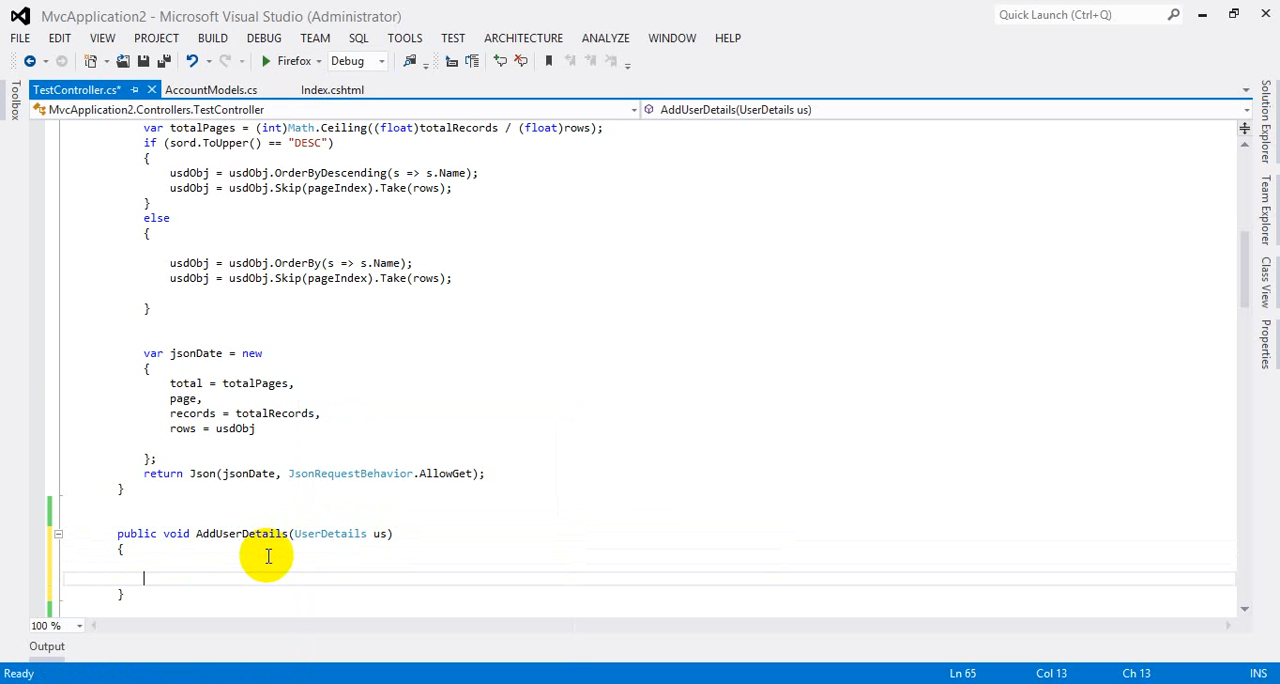 MvcApplication2 - Microsoft Visual Studio (Administrator)
Quick Launch (Ctrl+Q)
FILE EDIT VIEW PROJECT BUILD DEBUG TEAM SQL TOOLS TEST ARCHITECTURE ANALYZE WINDOW HELP
Firefox Debug
TestController.cs* AccountModels.cs Index.cshtml
MvcApplication2.Controllers.TestController AddUserDetails(UserDetails us)
var totalPages = (int)Math.Ceiling((float)totalRecords / (float)rows);
if (sord.ToUpper() == "DESC")
{
usdObj = usdObj.OrderByDescending(s => s.Name);
usdObj = usdObj.Skip(pageIndex).Take(rows);
}
else
{
usdObj = usdObj.OrderBy(s => s.Name);
usdObj = usdObj.Skip(pageIndex).Take(rows);
}
var jsonDate = new
{
total = totalPages,
page,
records = totalRecords,
rows = usdObj
};
return Json(jsonDate, JsonRequestBehavior.AllowGet);
}
public void AddUserDetails(UserDetails us)
{
}
100 %
Output
Ready Ln 65 Col 13 Ch 13 INS
Toolbox
Solution Explorer
Team Explorer
Class View
Properties